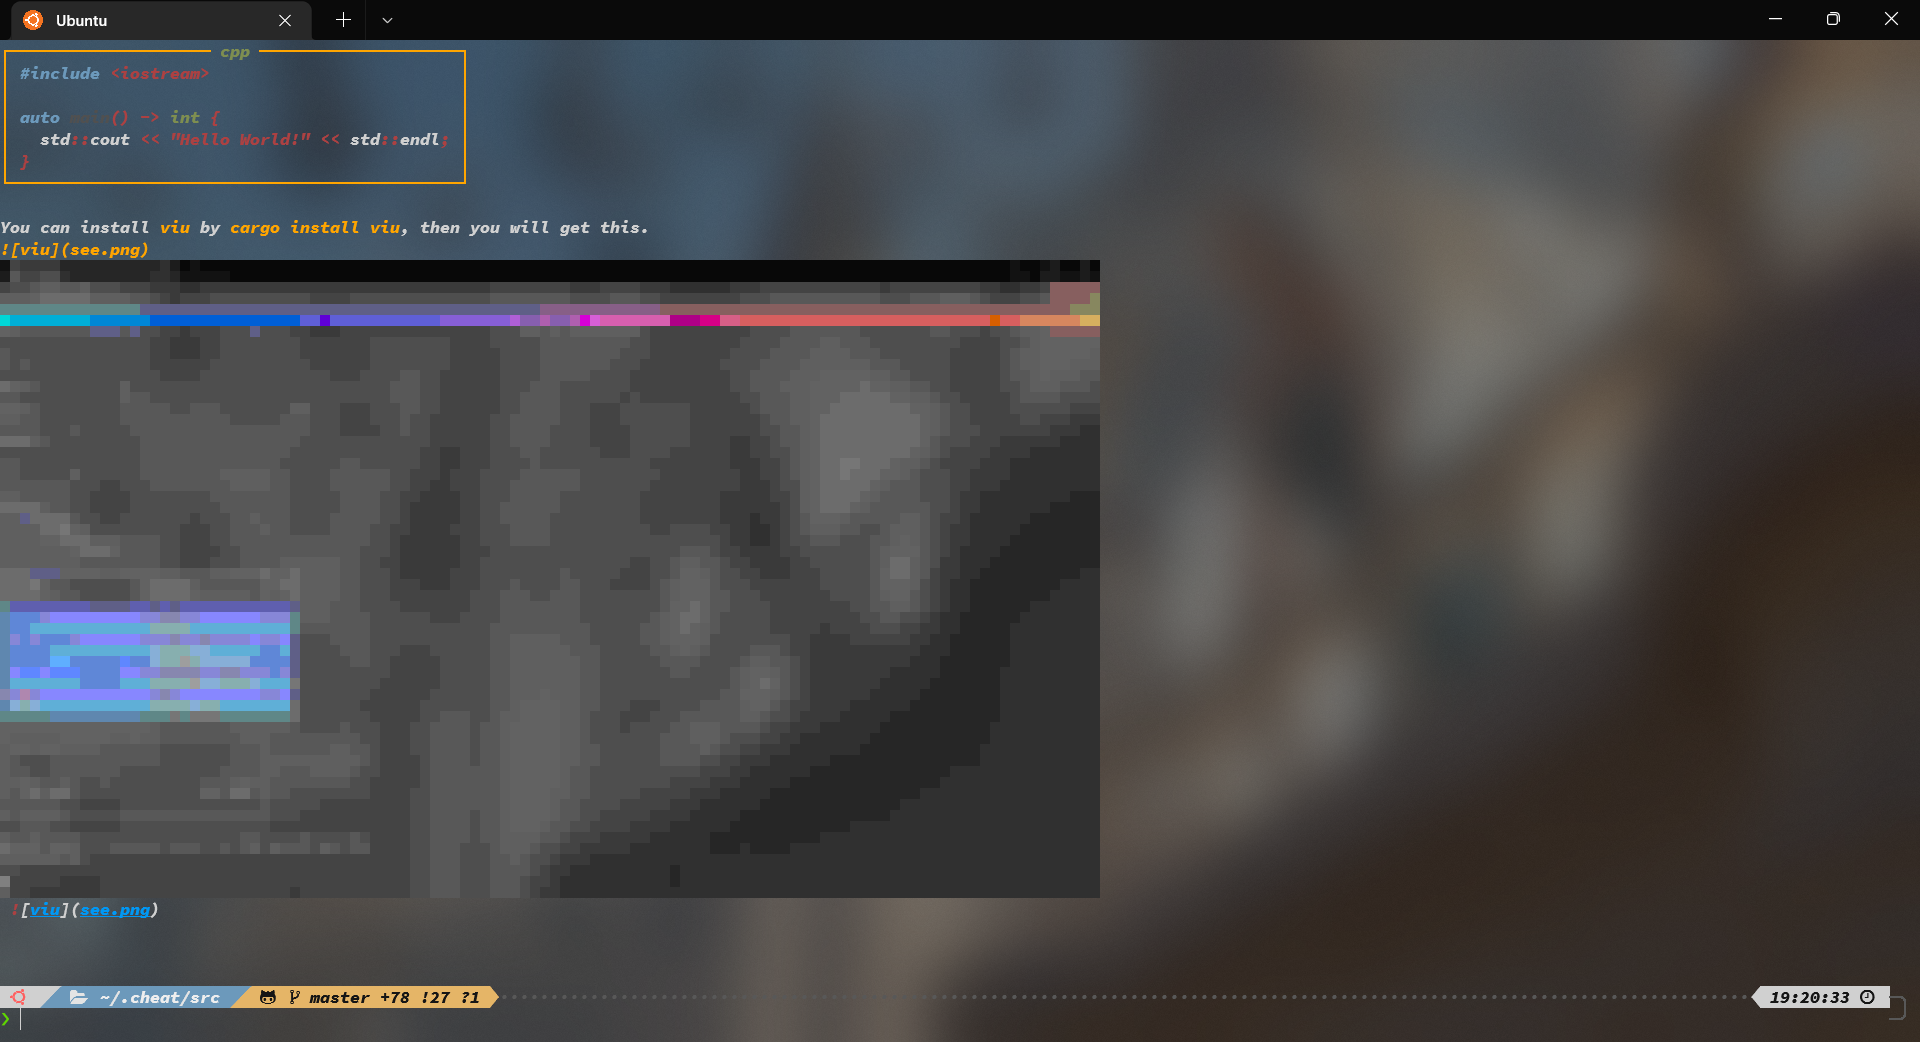 Ubuntu
cpp
#include <iostream>
auto main() -> int {
std::cout << "Hello World!" << std::endl;
}
You can install viu by cargo install viu, then you will get this.
![viu](see.png)
![viu](see.png)
~/.cheat/src master +78 !27 ?1 19:20:33
❯